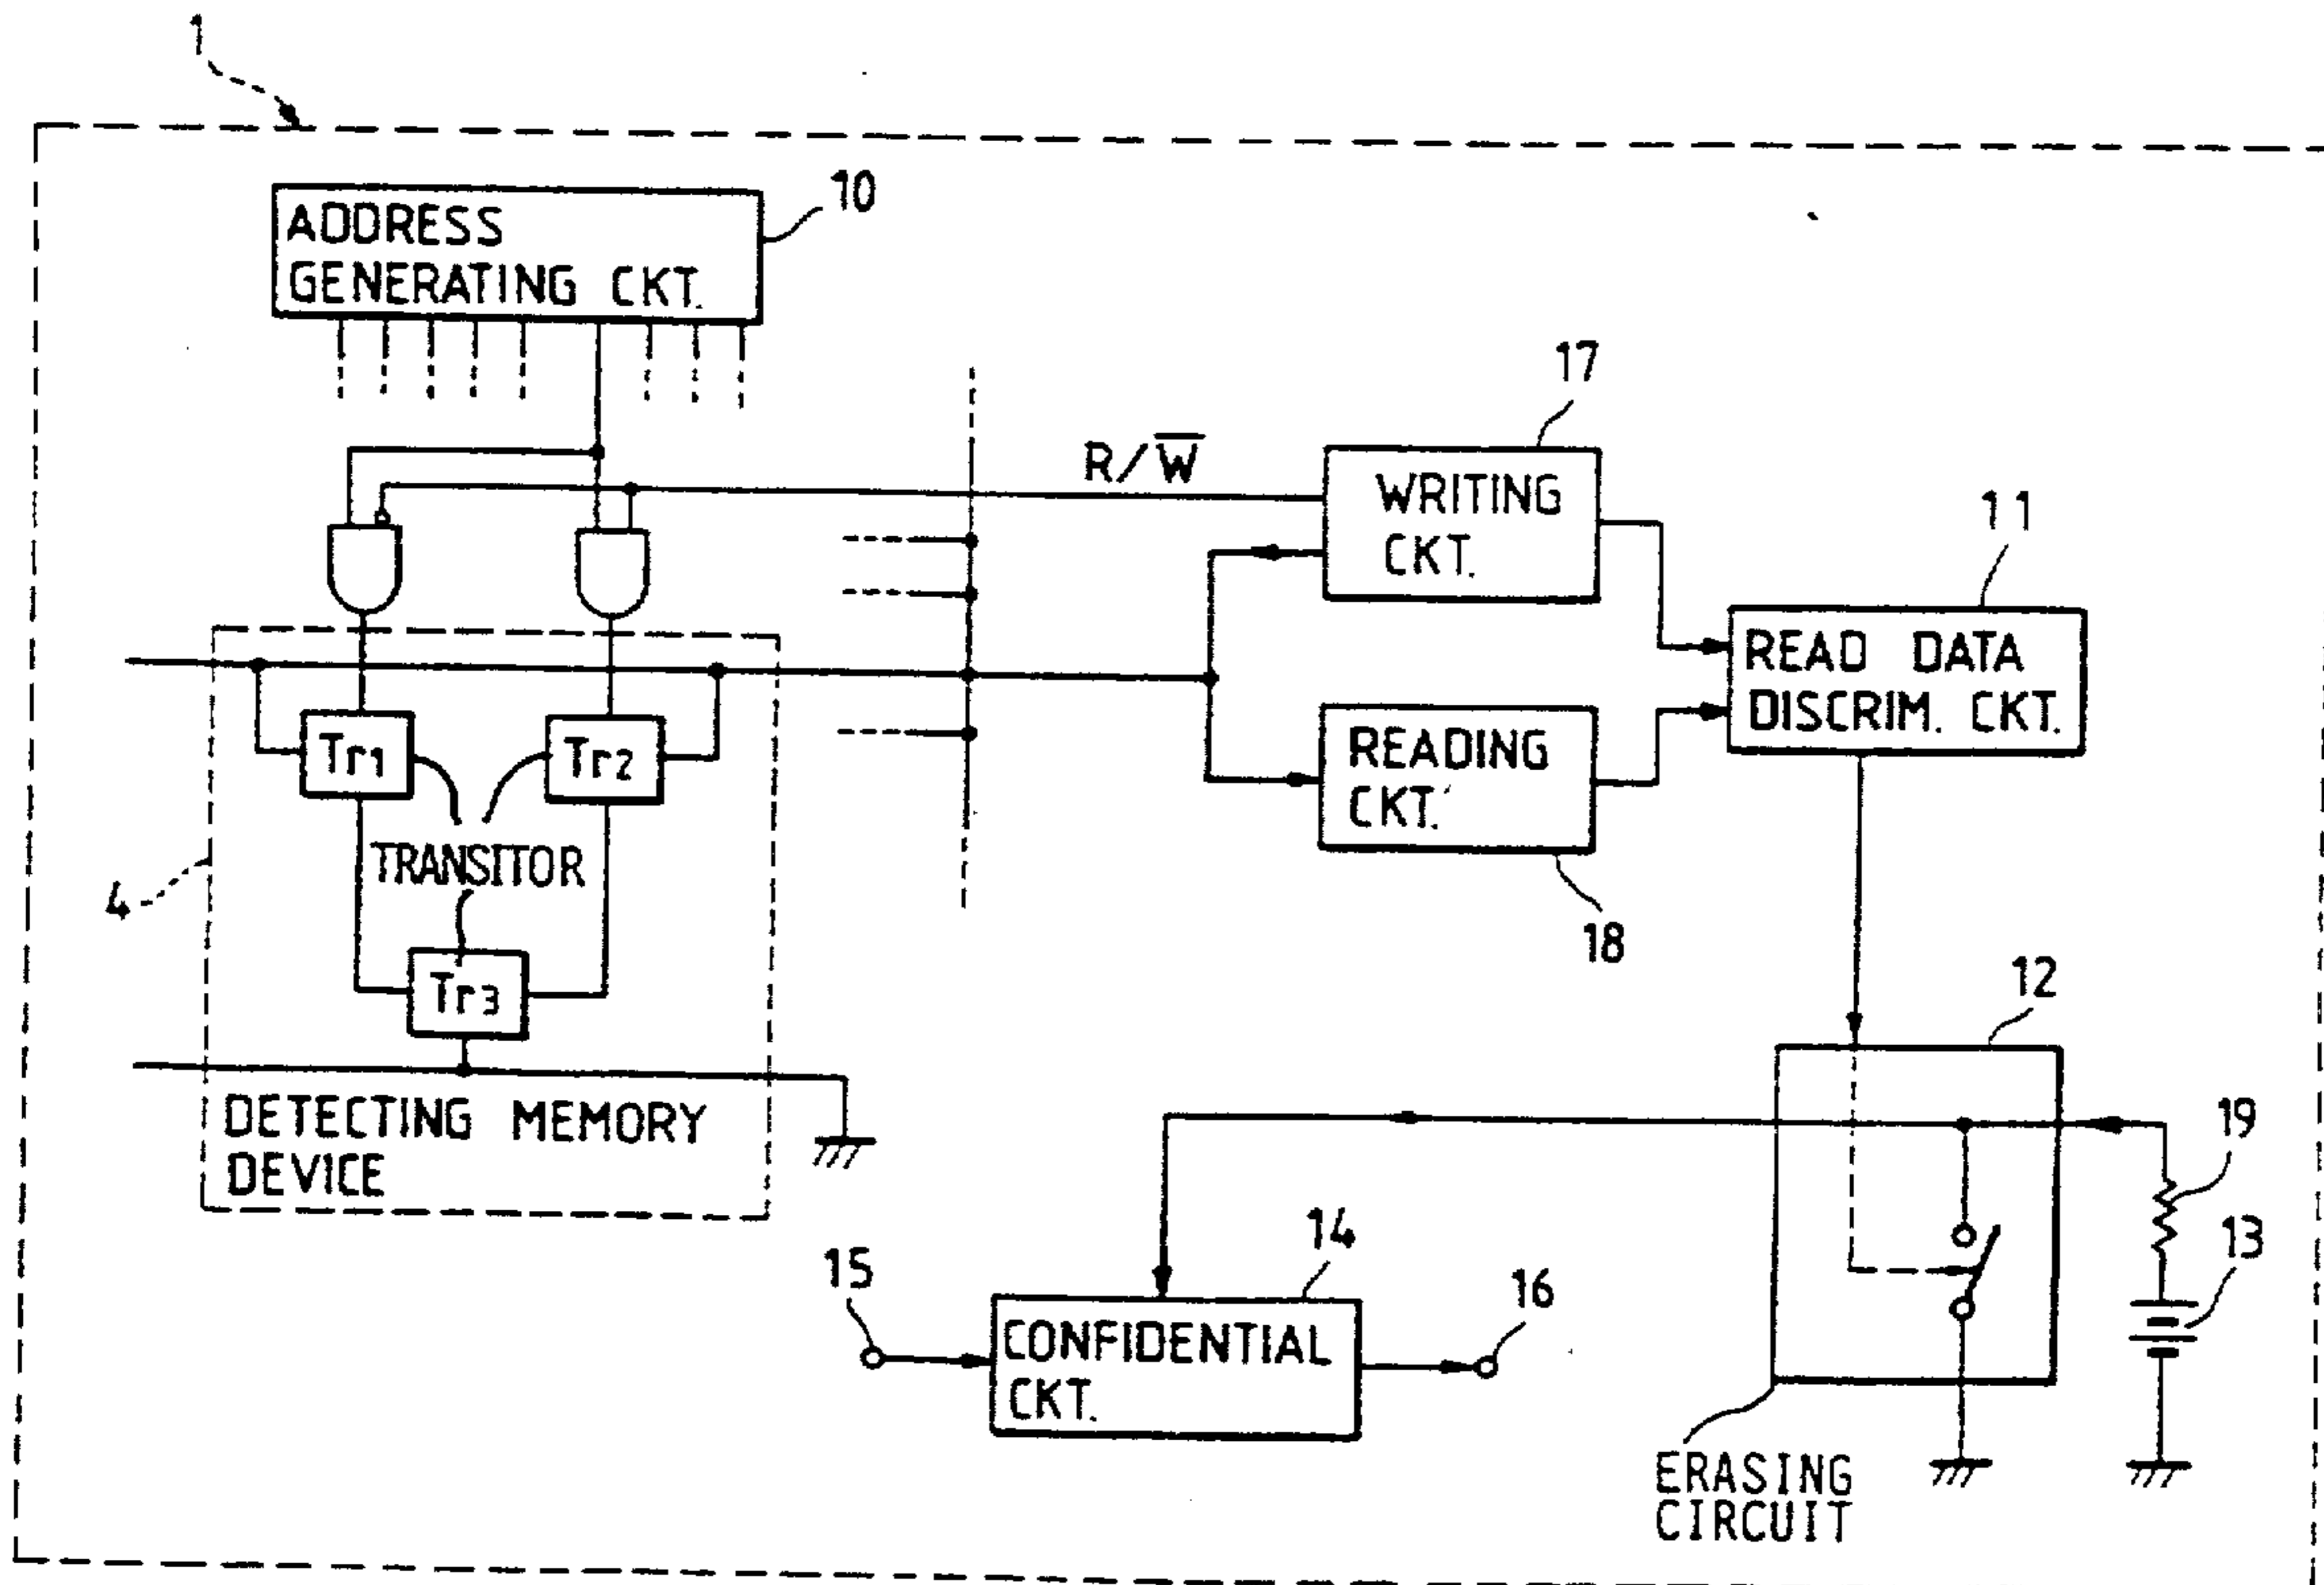 1
ADDRESS
GENERATING CKT.
10
17
R/W̅
WRITING
CKT.
11
READ DATA
DISCRIM. CKT.
Tr1
Tr2
READING
CKT.
TRANSITOR
4
18
Tr3
12
DETECTING MEMORY
DEVICE
19
14
13
15
16
CONFIDENTIAL
CKT.
ERASING
CIRCUIT